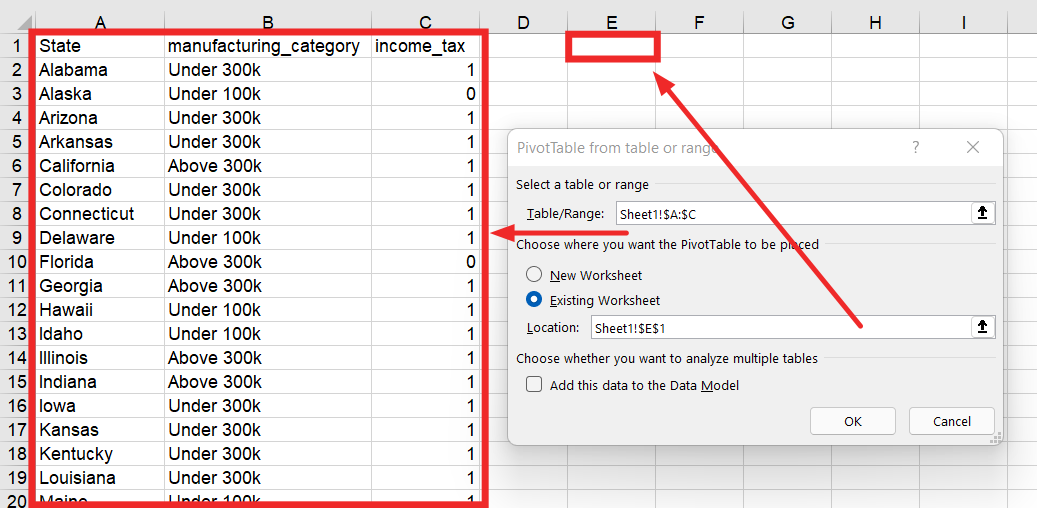 A B C D E F G H I
1 State manufacturing_category income_tax
2 Alabama Under 300k 1
3 Alaska Under 100k 0
4 Arizona Under 300k 1
5 Arkansas Under 300k 1
6 California Above 300k 1
7 Colorado Under 300k 1
8 Connecticut Under 300k 1
9 Delaware Under 100k 1
10 Florida Above 300k 0
11 Georgia Above 300k 1
12 Hawaii Under 100k 1
13 Idaho Under 100k 1
14 Illinois Above 300k 1
15 Indiana Above 300k 1
16 Iowa Under 300k 1
17 Kansas Under 300k 1
18 Kentucky Under 300k 1
19 Louisiana Under 300k 1
20 Maine Under 100k 1
PivotTable from table or range ?
Select a table or range
Table/Range: Sheet1!$A:$C
Choose where you want the PivotTable to be placed
New Worksheet
Existing Worksheet
Location: Sheet1!$E$1
Choose whether you want to analyze multiple tables
Add this data to the Data Model
OK Cancel